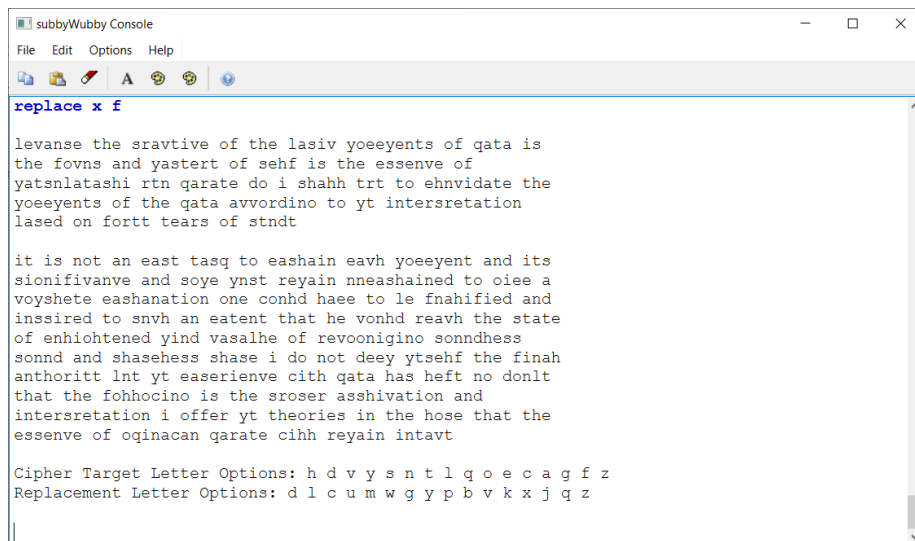 subbyWubby Console
File Edit Options Help
A
replace x f
levanse the sravtive of the lasiv yoeeyents of qata is
the fovns and yastert of sehf is the essenve of
yatsnlatashi rtn qarate do i shahh trt to ehnvidate the
yoeeyents of the qata avvordino to yt intersretation
lased on fortt tears of stndt
it is not an east tasq to eashain eavh yoeeyent and its
sionifivanve and soye ynst reyain nneashained to oiee a
voyshete eashanation one conhd haee to le fnahified and
inssired to snvh an eatent that he vonhd reavh the state
of enhiohtened yind vasalhe of revoonigino sonndhess
sonnd and shasehess shase i do not deey ytsehf the finah
anthoritt lnt yt easerienve cith qata has heft no donlt
that the fohhocino is the sroser asshivation and
intersretation i offer yt theories in the hose that the
essenve of oqinacan qarate cihh reyain intavt
Cipher Target Letter Options: h d v y s n t l q o e c a g f z
Replacement Letter Options: d l c u m w g y p b v k x j q z